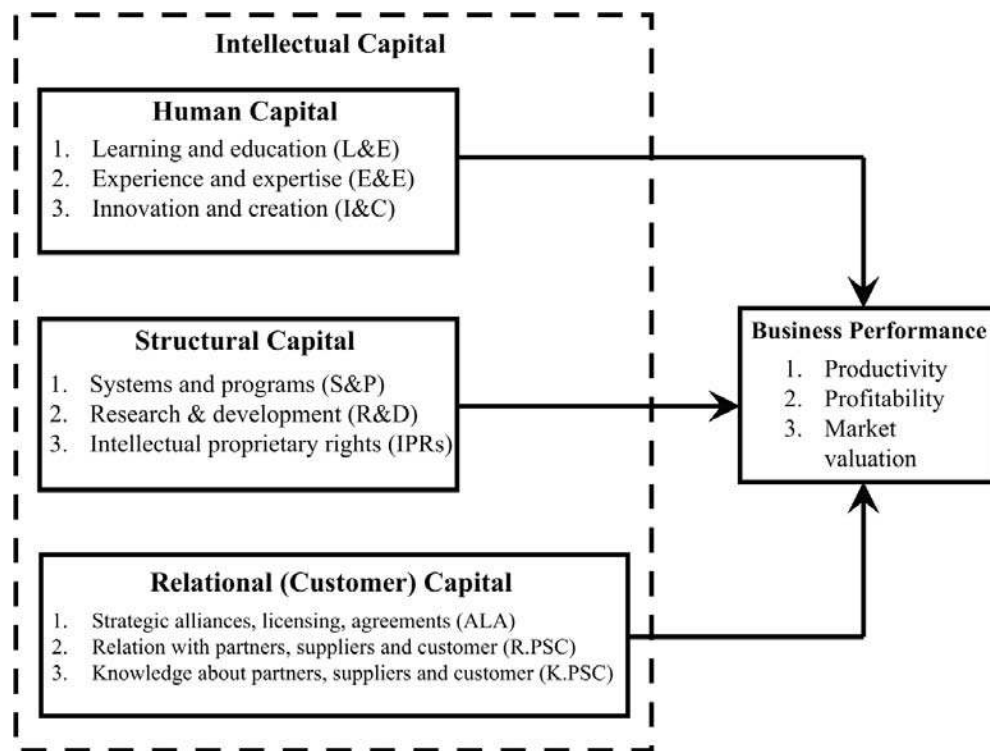 Intellectual Capital
Human Capital
1. Learning and education (L&E)
2. Experience and expertise (E&E)
3. Innovation and creation (I&C)
Structural Capital
1. Systems and programs (S&P)
2. Research & development (R&D)
3. Intellectual proprietary rights (IPRs)
Relational (Customer) Capital
1. Strategic alliances, licensing, agreements (ALA)
2. Relation with partners, suppliers and customer (R.PSC)
3. Knowledge about partners, suppliers and customer (K.PSC)
Business Performance
1. Productivity
2. Profitability
3. Market
valuation